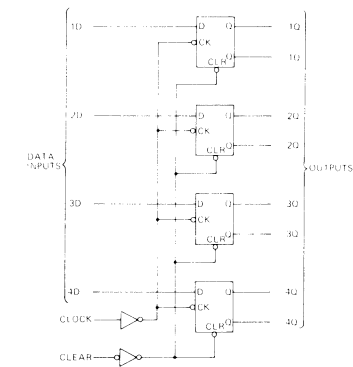 1D D Q 1Q
CK
Q 1Q
CLR
2D D Q 2Q
CK
Q 2Q
CLR
DATA
INPUTS
OUTPUTS
3D D Q 3Q
CK
Q 3Q
CLR
4D D Q 4Q
CK
CLOCK
Q 4Q
CLR
CLEAR